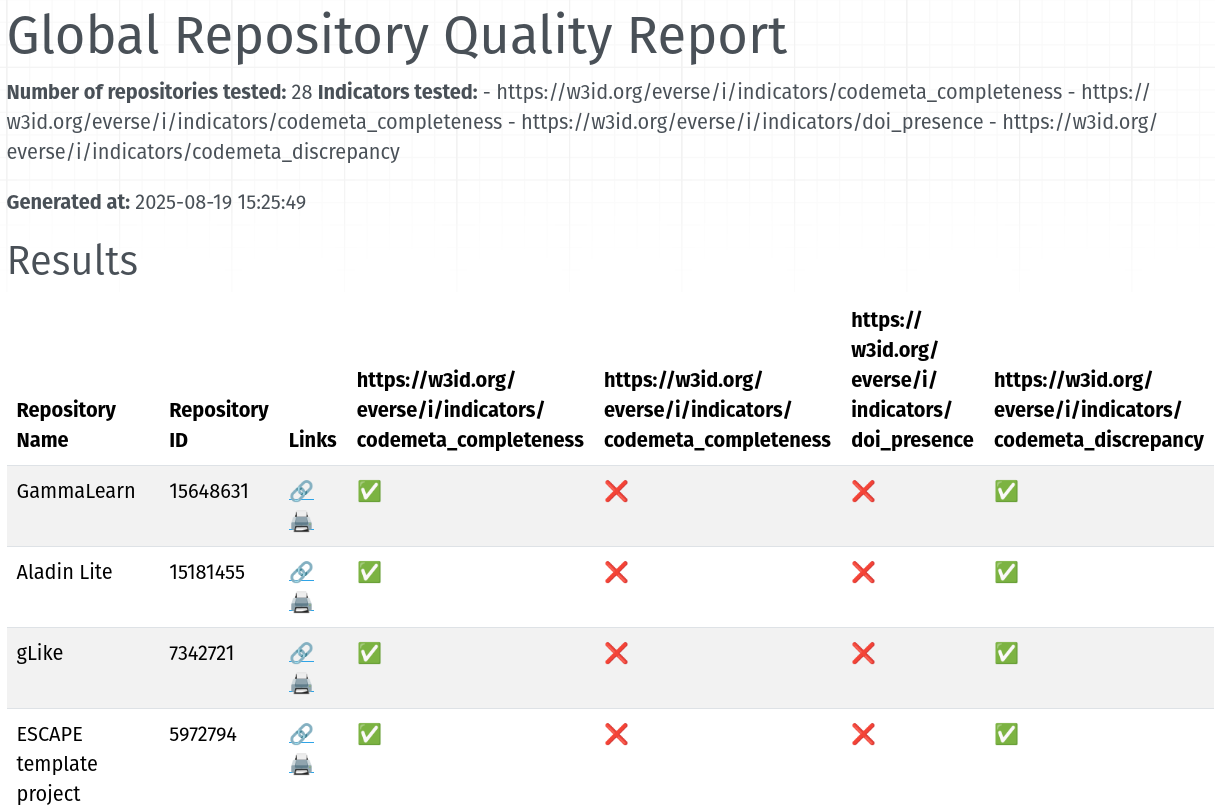 Global Repository Quality Report
Number of repositories tested: 28 Indicators tested: - https://w3id.org/everse/i/indicators/codemeta_completeness - https://
w3id.org/everse/i/indicators/codemeta_completeness - https://w3id.org/everse/i/indicators/doi_presence - https://w3id.org/
everse/i/indicators/codemeta_discrepancy
Generated at: 2025-08-19 15:25:49
Results
Repository
Name
Repository
ID
Links
https://w3id.org/
everse/i/indicators/
codemeta_completeness
https://w3id.org/
everse/i/indicators/
codemeta_completeness
https://
w3id.org/
everse/i/
indicators/
doi_presence
https://w3id.org/
everse/i/indicators/
codemeta_discrepancy
GammaLearn 15648631 🔗 ✅ ❌ ❌ ✅
🖨️
Aladin Lite 15181455 🔗 ✅ ❌ ❌ ✅
🖨️
gLike 7342721 🔗 ✅ ❌ ❌ ✅
🖨️
ESCAPE 5972794 🔗 ✅ ❌ ❌ ✅
template 🖨️
project